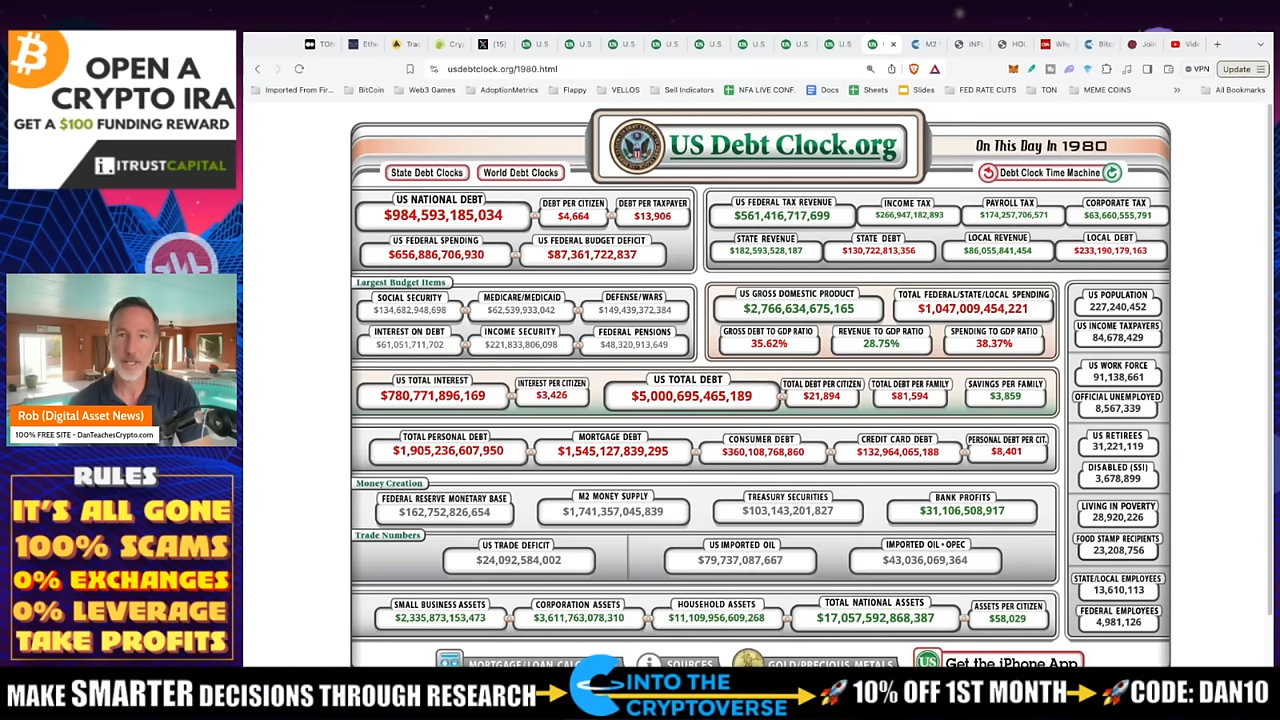 OPEN A
CRYPTO IRA
GET A $100 FUNDING REWARD
ITRUSTCAPITAL
Rob (Digital Asset News)
100% FREE SITE - DanTeachesCrypto.com
RULES
IT'S ALL GONE
100% SCAMS
0% EXCHANGES
0% LEVERAGE
TAKE PROFITS
TON Ethe Trad Cryp (15) U.S U.S U.S U.S U.S U.S U.S U.S M2 INFL HOU Why Bitc Join Vide
usdebtclock.org/1980.html VPN Update
Imported From Fir... BitCoin Web3 Games AdoptionMetrics Flappy VELLOS Sell Indicators NFA LIVE CONF. Docs Sheets Slides FED RATE CUTS TON MEME COINS All Bookmarks
US Debt Clock.org
On This Day In 1980
State Debt Clocks World Debt Clocks
Debt Clock Time Machine
US NATIONAL DEBT DEBT PER CITIZEN DEBT PER TAXPAYER
$984,593,185,034 $4,664 $13,906
US FEDERAL SPENDING US FEDERAL BUDGET DEFICIT
$656,886,706,930 $87,361,722,837
US FEDERAL TAX REVENUE INCOME TAX PAYROLL TAX CORPORATE TAX
$561,416,717,699 $266,947,182,893 $174,257,706,571 $63,660,555,791
STATE REVENUE STATE DEBT LOCAL REVENUE LOCAL DEBT
$182,593,528,187 $130,722,813,356 $86,055,841,454 $233,190,179,163
Largest Budget Items
SOCIAL SECURITY MEDICARE/MEDICAID DEFENSE/WARS
$134,682,948,698 $62,539,933,042 $149,439,372,384
INTEREST ON DEBT INCOME SECURITY FEDERAL PENSIONS
$61,051,711,702 $221,833,806,098 $48,320,913,649
US GROSS DOMESTIC PRODUCT TOTAL FEDERAL/STATE/LOCAL SPENDING
$2,766,634,675,165 $1,047,009,454,221
GROSS DEBT TO GDP RATIO REVENUE TO GDP RATIO SPENDING TO GDP RATIO
35.62% 28.75% 38.37%
US TOTAL INTEREST INTEREST PER CITIZEN US TOTAL DEBT TOTAL DEBT PER CITIZEN TOTAL DEBT PER FAMILY SAVINGS PER FAMILY
$780,771,896,169 $3,426 $5,000,695,465,189 $21,894 $81,594 $3,859
TOTAL PERSONAL DEBT MORTGAGE DEBT CONSUMER DEBT CREDIT CARD DEBT PERSONAL DEBT PER CIT.
$1,905,236,607,950 $1,545,127,839,295 $360,108,768,860 $132,964,065,188 $8,401
Money Creation
FEDERAL RESERVE MONETARY BASE M2 MONEY SUPPLY TREASURY SECURITIES BANK PROFITS
$162,752,826,654 $1,741,357,045,839 $103,143,201,827 $31,106,508,917
Trade Numbers
US TRADE DEFICIT US IMPORTED OIL IMPORTED OIL - OPEC
$24,092,584,002 $79,737,087,667 $43,036,069,364
SMALL BUSINESS ASSETS CORPORATION ASSETS HOUSEHOLD ASSETS TOTAL NATIONAL ASSETS ASSETS PER CITIZEN
$2,335,873,153,473 $3,611,763,078,310 $11,109,956,609,268 $17,057,592,868,387 $58,029
US POPULATION
227,240,452
US INCOME TAXPAYERS
84,678,429
US WORK FORCE
91,138,661
OFFICIAL UNEMPLOYED
8,567,339
US RETIREES
31,221,119
DISABLED (SSI)
3,678,899
LIVING IN POVERTY
28,920,226
FOOD STAMP RECIPIENTS
23,208,756
STATE/LOCAL EMPLOYEES
13,610,113
FEDERAL EMPLOYEES
4,981,126
MORTGAGE/LOAN SOURCES GOLD/PRECIOUS METALS US Get the iPhone App
MAKE SMARTER DECISIONS THROUGH RESEARCH INTO THE CRYPTOVERSE 10% OFF 1ST MONTH CODE: DAN10